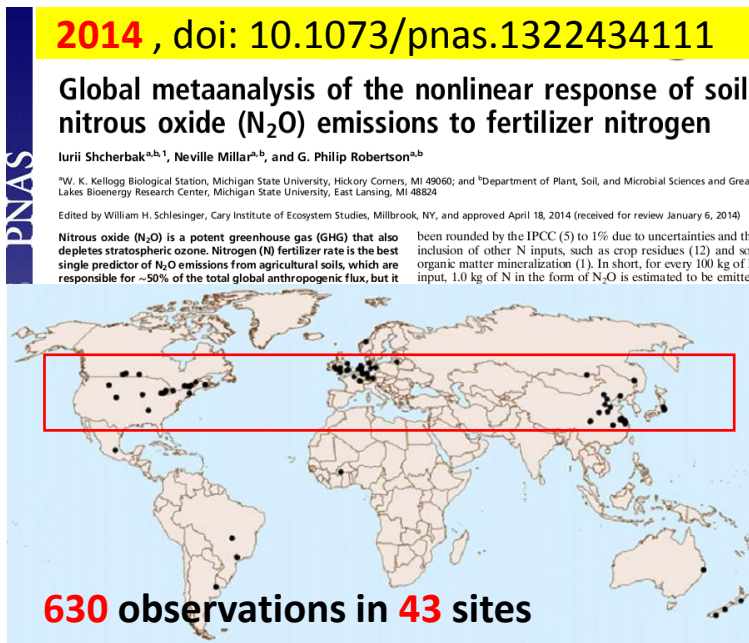 2014 , doi: 10.1073/pnas.1322434111
Global metaanalysis of the nonlinear response of soil
nitrous oxide (N₂O) emissions to fertilizer nitrogen
Iurii Shcherbak^a,b,1, Neville Millar^a,b, and G. Philip Robertson^a,b
^aW. K. Kellogg Biological Station, Michigan State University, Hickory Corners, MI 49060; and ^bDepartment of Plant, Soil, and Microbial Sciences and Grea
Lakes Bioenergy Research Center, Michigan State University, East Lansing, MI 48824
Edited by William H. Schlesinger, Cary Institute of Ecosystem Studies, Millbrook, NY, and approved April 18, 2014 (received for review January 6, 2014)
PNAS
Nitrous oxide (N₂O) is a potent greenhouse gas (GHG) that also
depletes stratospheric ozone. Nitrogen (N) fertilizer rate is the best
single predictor of N₂O emissions from agricultural soils, which are
responsible for ∼50% of the total global anthropogenic flux, but it
been rounded by the IPCC (5) to 1% due to uncertainties and th
inclusion of other N inputs, such as crop residues (12) and so
organic matter mineralization (1). In short, for every 100 kg of
input, 1.0 kg of N in the form of N₂O is estimated to be emitte
630 observations in 43 sites